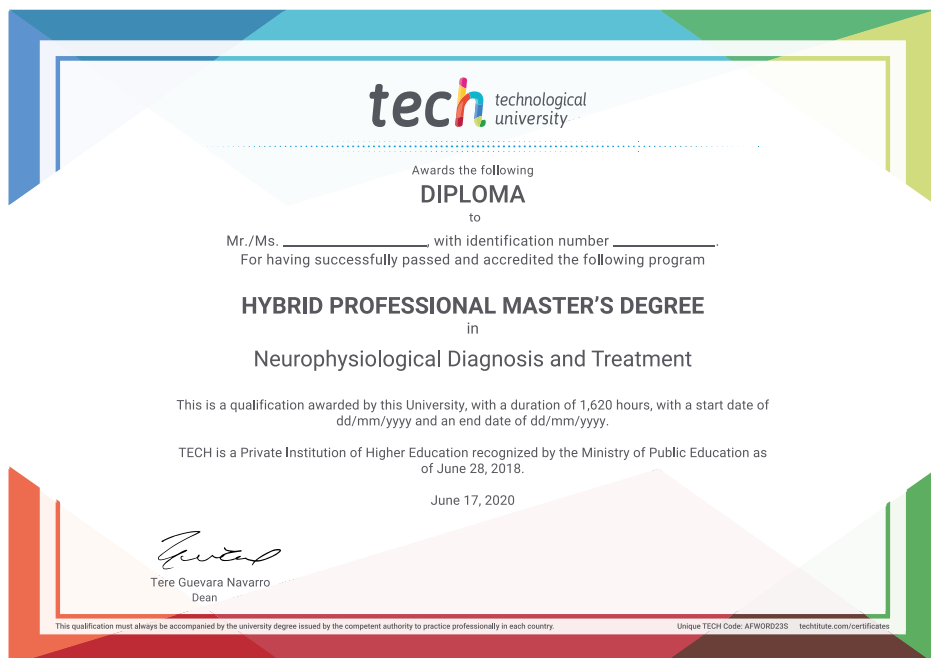 tech technological
university
Awards the following
DIPLOMA
to
Mr./Ms. ____________, with identification number ____________.
For having successfully passed and accredited the following program
HYBRID PROFESSIONAL MASTER'S DEGREE
in
Neurophysiological Diagnosis and Treatment
This is a qualification awarded by this University, with a duration of 1,620 hours, with a start date of
dd/mm/yyyy and an end date of dd/mm/yyyy.
TECH is a Private Institution of Higher Education recognized by the Ministry of Public Education as
of June 28, 2018.
June 17, 2020
Tere Guevara Navarro
Dean
This qualification must always be accompanied by the university degree issued by the competent authority to practice professionally in each country.
Unique TECH Code: AFWORD23S techtitute.com/certificates